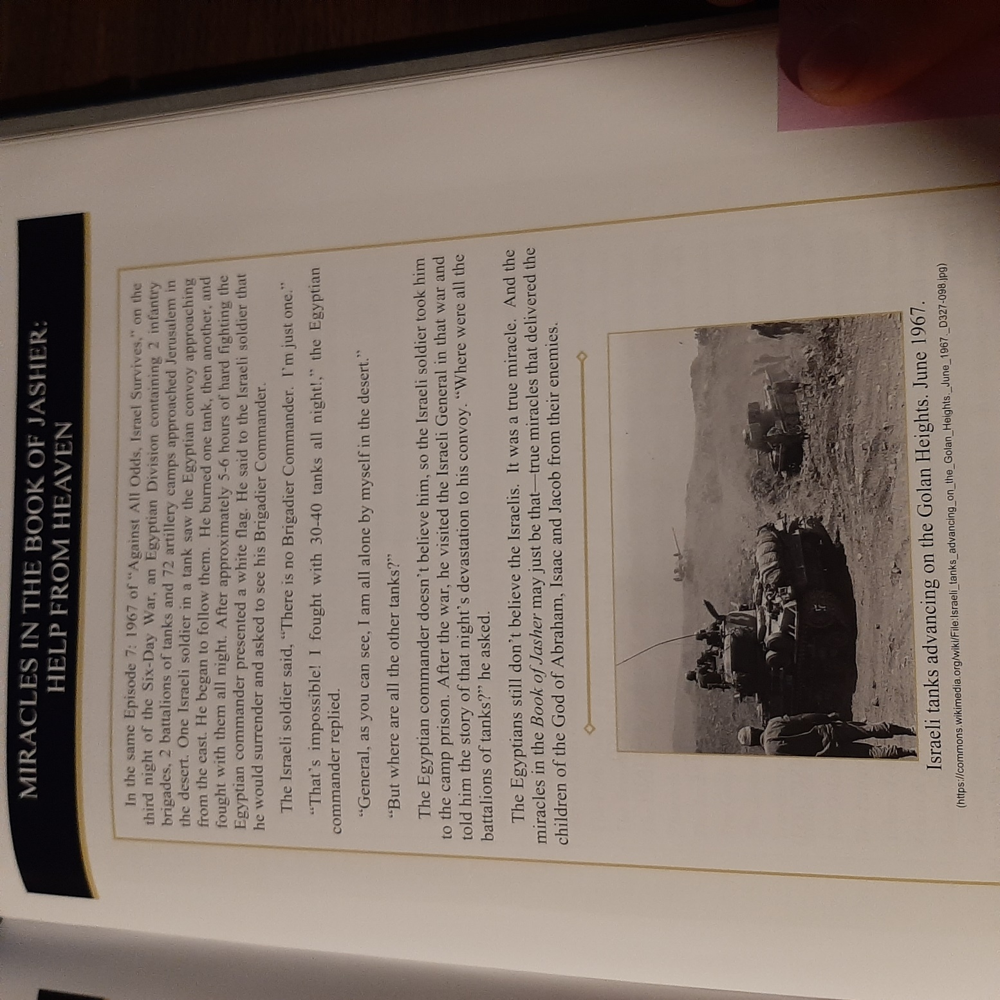 MIRACLES IN THE BOOK OF JASHER:
HELP FROM HEAVEN
In the same Episode 7: 1967 of "Against All Odds, Israel Survives," on the
third night of the Six-Day War, an Egyptian Division containing 2 infantry
brigades, 2 battalions of tanks and 72 artillery camps approached Jerusalem in
the desert. One Israeli soldier in a tank saw the Egyptian convoy approaching
from the east. He began to follow them. He burned one tank, then another, and
fought with them all night. After approximately 5-6 hours of hard fighting the
Egyptian commander presented a white flag. He said to the Israeli soldier that
he would surrender and asked to see his Brigadier Commander.
The Israeli soldier said, "There is no Brigadier Commander. I'm just one."
"That's impossible! I fought with 30-40 tanks all night!," the Egyptian
commander replied.
"General, as you can see, I am all alone by myself in the desert."
"But where are all the other tanks?"
The Egyptian commander doesn't believe him, so the Israeli soldier took him
to the camp prison. After the war, he visited the Israeli General in that war and
told him the story of that night's devastation to his convoy. "Where were all the
battalions of tanks?" he asked.
The Egyptians still don't believe the Israelis. It was a true miracle. And the
miracles in the Book of Jasher may just be that—true miracles that delivered the
children of the God of Abraham, Isaac and Jacob from their enemies.
Israeli tanks advancing on the Golan Heights. June 1967.
(https://commons.wikimedia.org/wiki/File:Israeli_tanks_advancing_on_the_Golan_Heights._June_1967._D327-098.jpg)